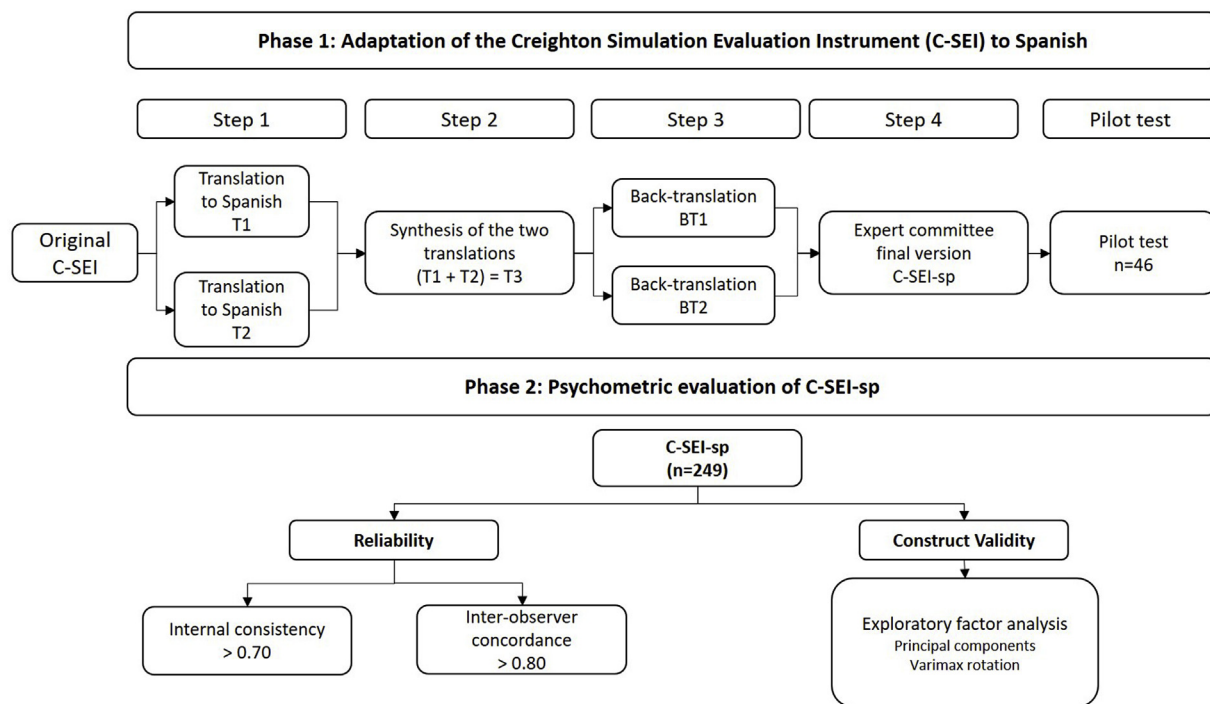 Phase 1: Adaptation of the Creighton Simulation Evaluation Instrument (C-SEI) to Spanish
Step 1
Step 2
Step 3
Step 4
Pilot test
Original
C-SEI
Translation
to Spanish
T1
Translation
to Spanish
T2
Synthesis of the two
translations
(T1 + T2) = T3
Back-translation
BT1
Back-translation
BT2
Expert committee
final version
C-SEI-sp
Pilot test
n=46
Phase 2: Psychometric evaluation of C-SEI-sp
C-SEI-sp
(n=249)
Reliability
Construct Validity
Internal consistency
> 0.70
Inter-observer
concordance
> 0.80
Exploratory factor analysis
Principal components
Varimax rotation